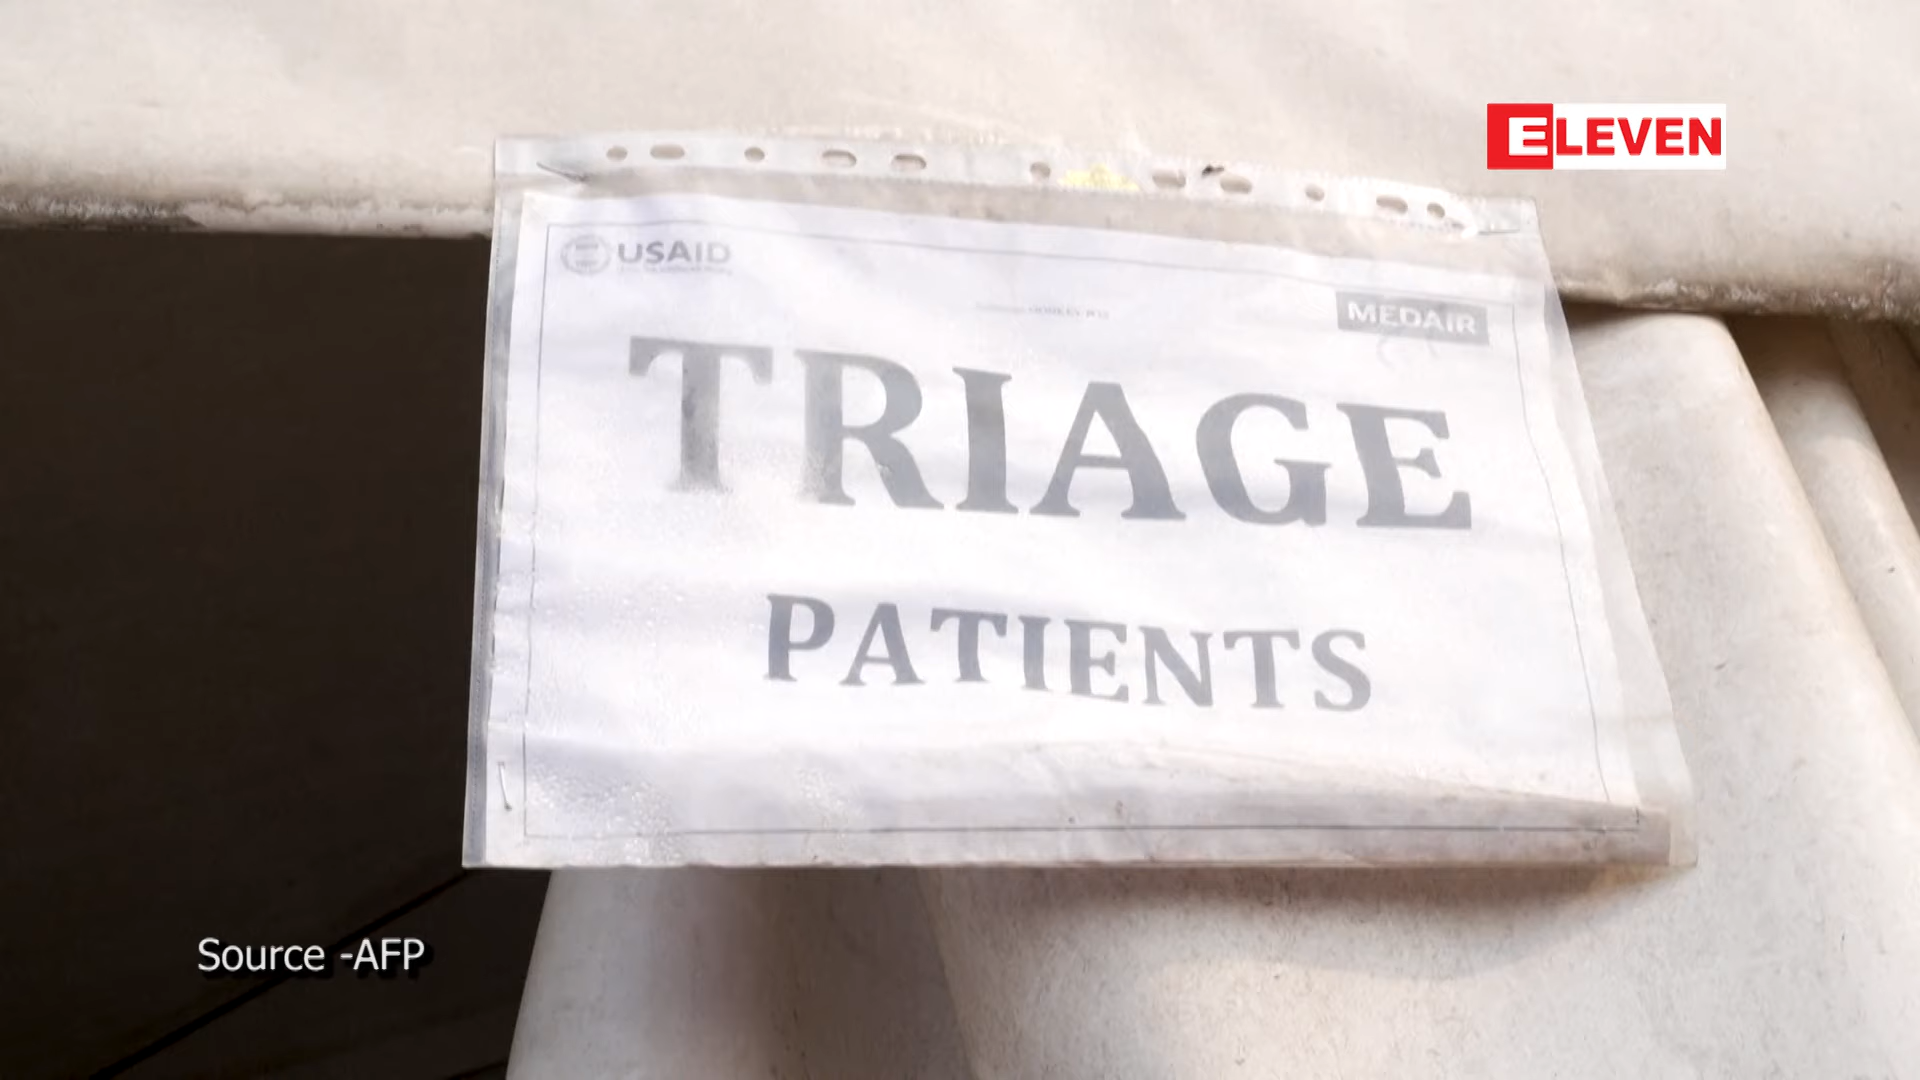 ELEVEN
USAID
MEDAIR
TRIAGE
PATIENTS
Source -AFP